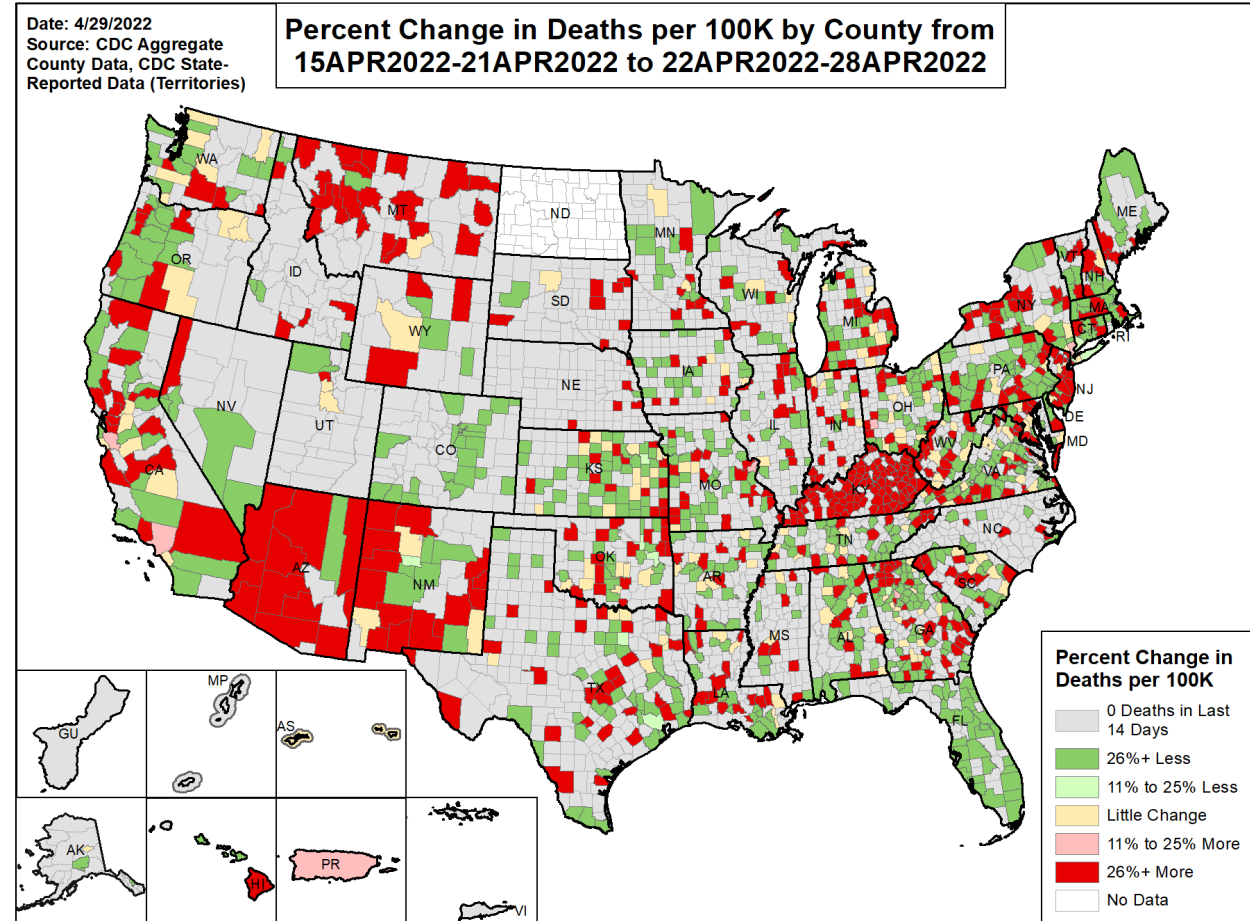 Date: 4/29/2022
Source: CDC Aggregate
County Data, CDC State-
Reported Data (Territories)
Percent Change in Deaths per 100K by County from
15APR2022-21APR2022 to 22APR2022-28APR2022
WA
MT
ND
MN
ME
OR
ID
SD
WI
MI
VT
NH
NY
MA
CT
RI
WY
NE
IA
PA
NJ
NV
UT
CO
IL
IN
OH
DE
MD
WV
VA
CA
KS
MO
KY
AZ
NM
OK
AR
TN
NC
SC
MS
AL
GA
TX
LA
FL
GU
MP
AS
AK
HI
PR
VI
Percent Change in
Deaths per 100K
0 Deaths in Last
14 Days
26%+ Less
11% to 25% Less
Little Change
11% to 25% More
26%+ More
No Data